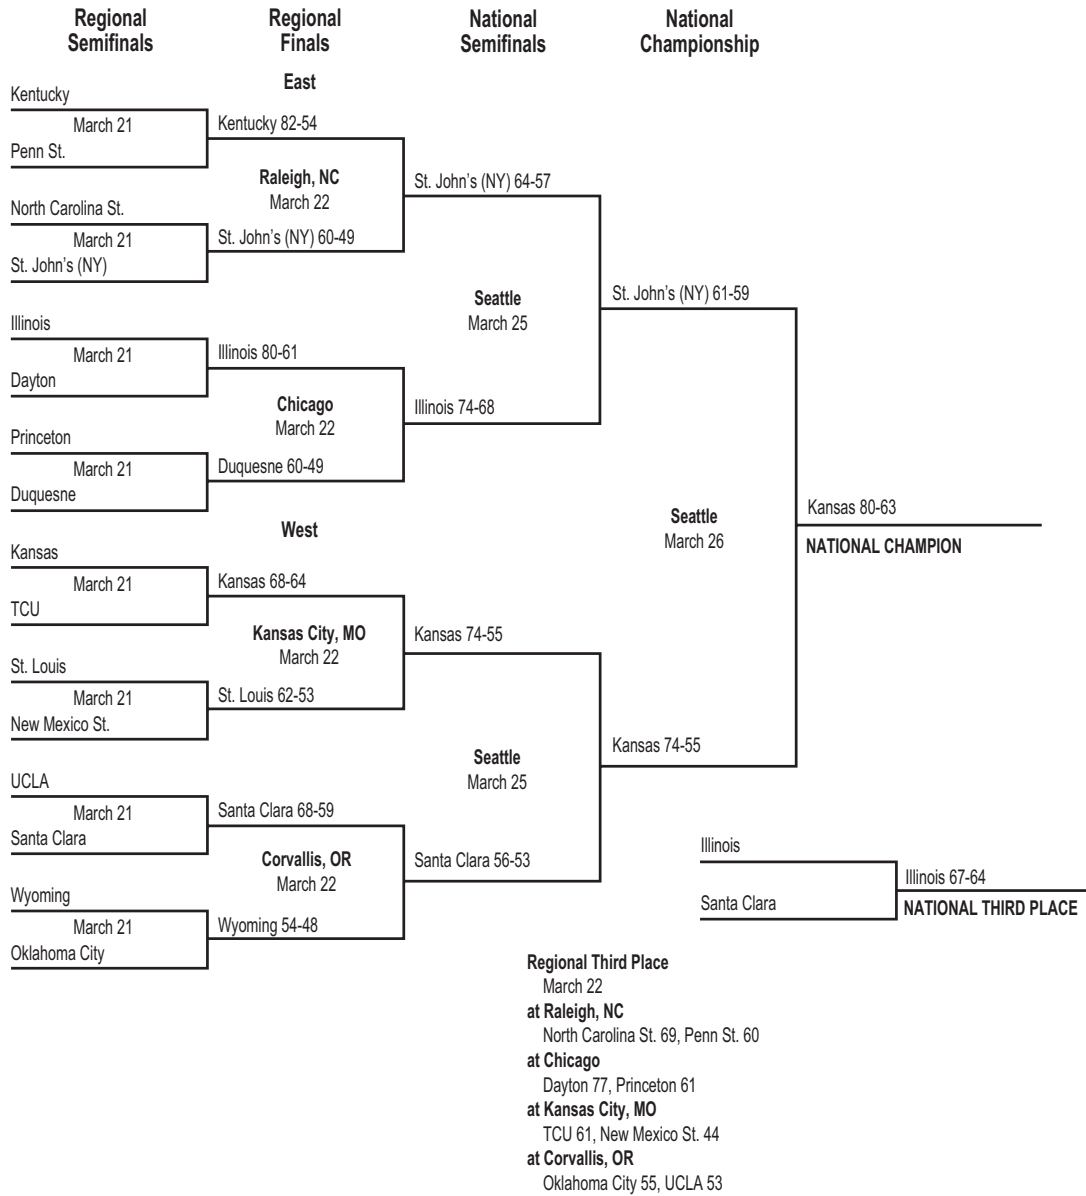 Regional
Semifinals
Regional
Finals
National
Semifinals
National
Championship
East
Kentucky
March 21
Penn St.
Kentucky 82-54
Raleigh, NC
March 22
North Carolina St.
March 21
St. John's (NY)
St. John's (NY) 60-49
St. John's (NY) 64-57
Seattle
March 25
St. John's (NY) 61-59
Illinois
March 21
Dayton
Illinois 80-61
Chicago
March 22
Illinois 74-68
Princeton
March 21
Duquesne
Duquesne 60-49
West
Seattle
March 26
Kansas 80-63
NATIONAL CHAMPION
Kansas
March 21
TCU
Kansas 68-64
Kansas City, MO
March 22
Kansas 74-55
St. Louis
March 21
New Mexico St.
St. Louis 62-53
Seattle
March 25
Kansas 74-55
UCLA
March 21
Santa Clara
Santa Clara 68-59
Corvallis, OR
March 22
Santa Clara 56-53
Wyoming
March 21
Oklahoma City
Wyoming 54-48
Illinois
Santa Clara
Illinois 67-64
NATIONAL THIRD PLACE
Regional Third Place
March 22
at Raleigh, NC
North Carolina St. 69, Penn St. 60
at Chicago
Dayton 77, Princeton 61
at Kansas City, MO
TCU 61, New Mexico St. 44
at Corvallis, OR
Oklahoma City 55, UCLA 53